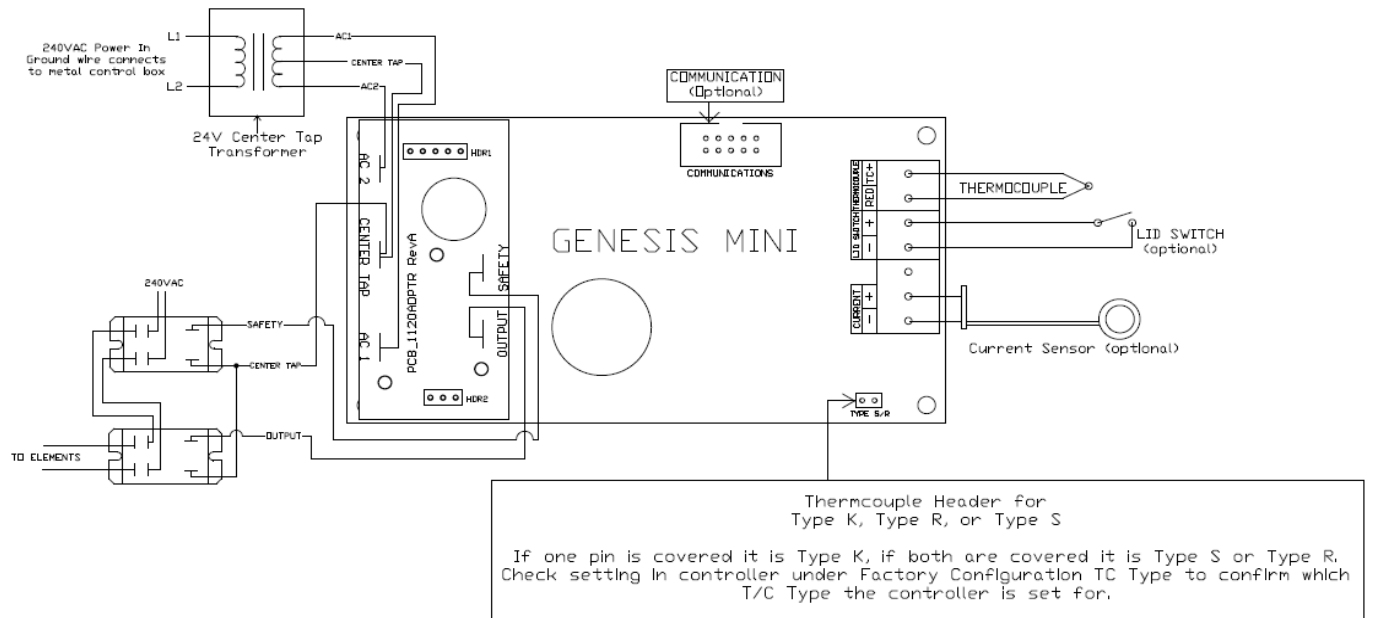 L1
240VAC Power In
Ground wire connects
to metal control box
L2
AC1
CENTER TAP
AC2
24V Center Tap
Transformer
COMMUNICATION
(Optional)
COMMUNICATIONS
AC 2
CENTER TAP
AC 1
HDR1
PCB_1120ADPTR RevA
SAFETY
OUTPUT
HDR2
GENESIS MINI
THERMOCOUPLE
TC+
RED
LID SWITCH
+
-
CURRENT
+
-
THERMOCOUPLE
LID SWITCH
(optional)
Current Sensor (optional)
TYPE S/R
240VAC
SAFETY
CENTER TAP
OUTPUT
TO ELEMENTS
Thermcouple Header for
Type K, Type R, or Type S
If one pin is covered it is Type K, if both are covered it is Type S or Type R.
Check setting in controller under Factory Configuration TC Type to confirm which
T/C Type the controller is set for.